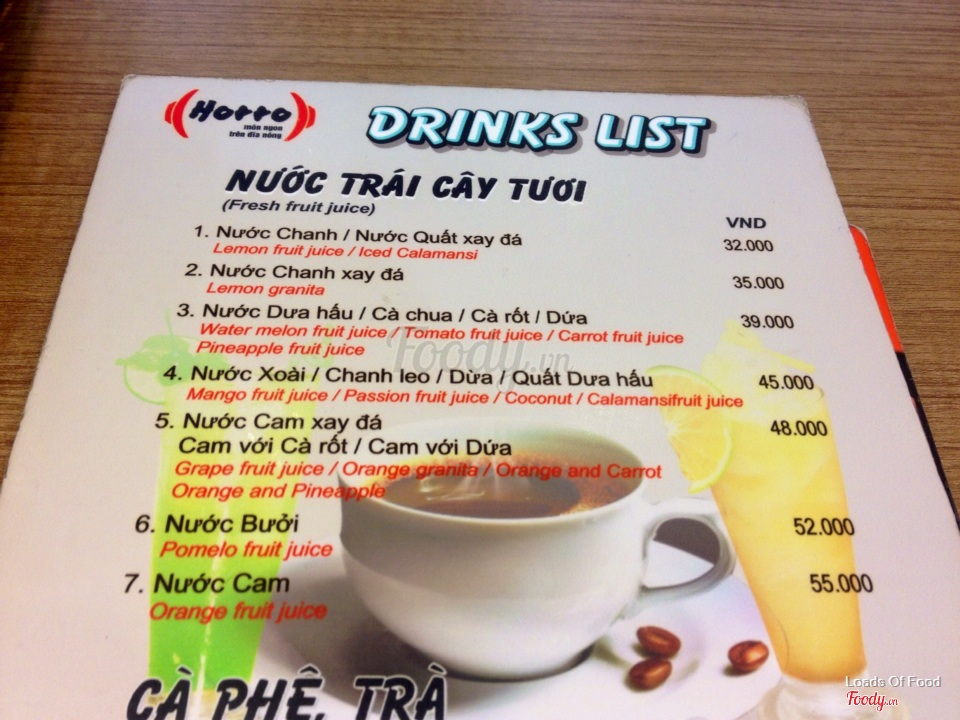 Hotto
món ngon
trên dĩa nóng
DRINKS LIST
NƯỚC TRÁI CÂY TƯƠI
(Fresh fruit juice)
VND
1. Nước Chanh / Nước Quất xay đá 32.000
Lemon fruit juice / Iced Calamansi
2. Nước Chanh xay đá 35.000
Lemon granita
3. Nước Dưa hấu / Cà chua / Cà rốt / Dứa 39.000
Water melon fruit juice / Tomato fruit juice / Carrot fruit juice
Pineapple fruit juice
4. Nước Xoài / Chanh leo / Dừa / Quất Dưa hấu 45.000
Mango fruit juice / Passion fruit juice / Coconut / Calamansifruit juice
5. Nước Cam xay đá 48.000
Cam với Cà rốt / Cam với Dứa
Grape fruit juice / Orange granita / Orange and Carrot
Orange and Pineapple
6. Nước Bưởi 52.000
Pomelo fruit juice
7. Nước Cam 55.000
Orange fruit juice
CÀ PHÊ, TRÀ
Foody.vn
Loads Of Food
Foody.vn